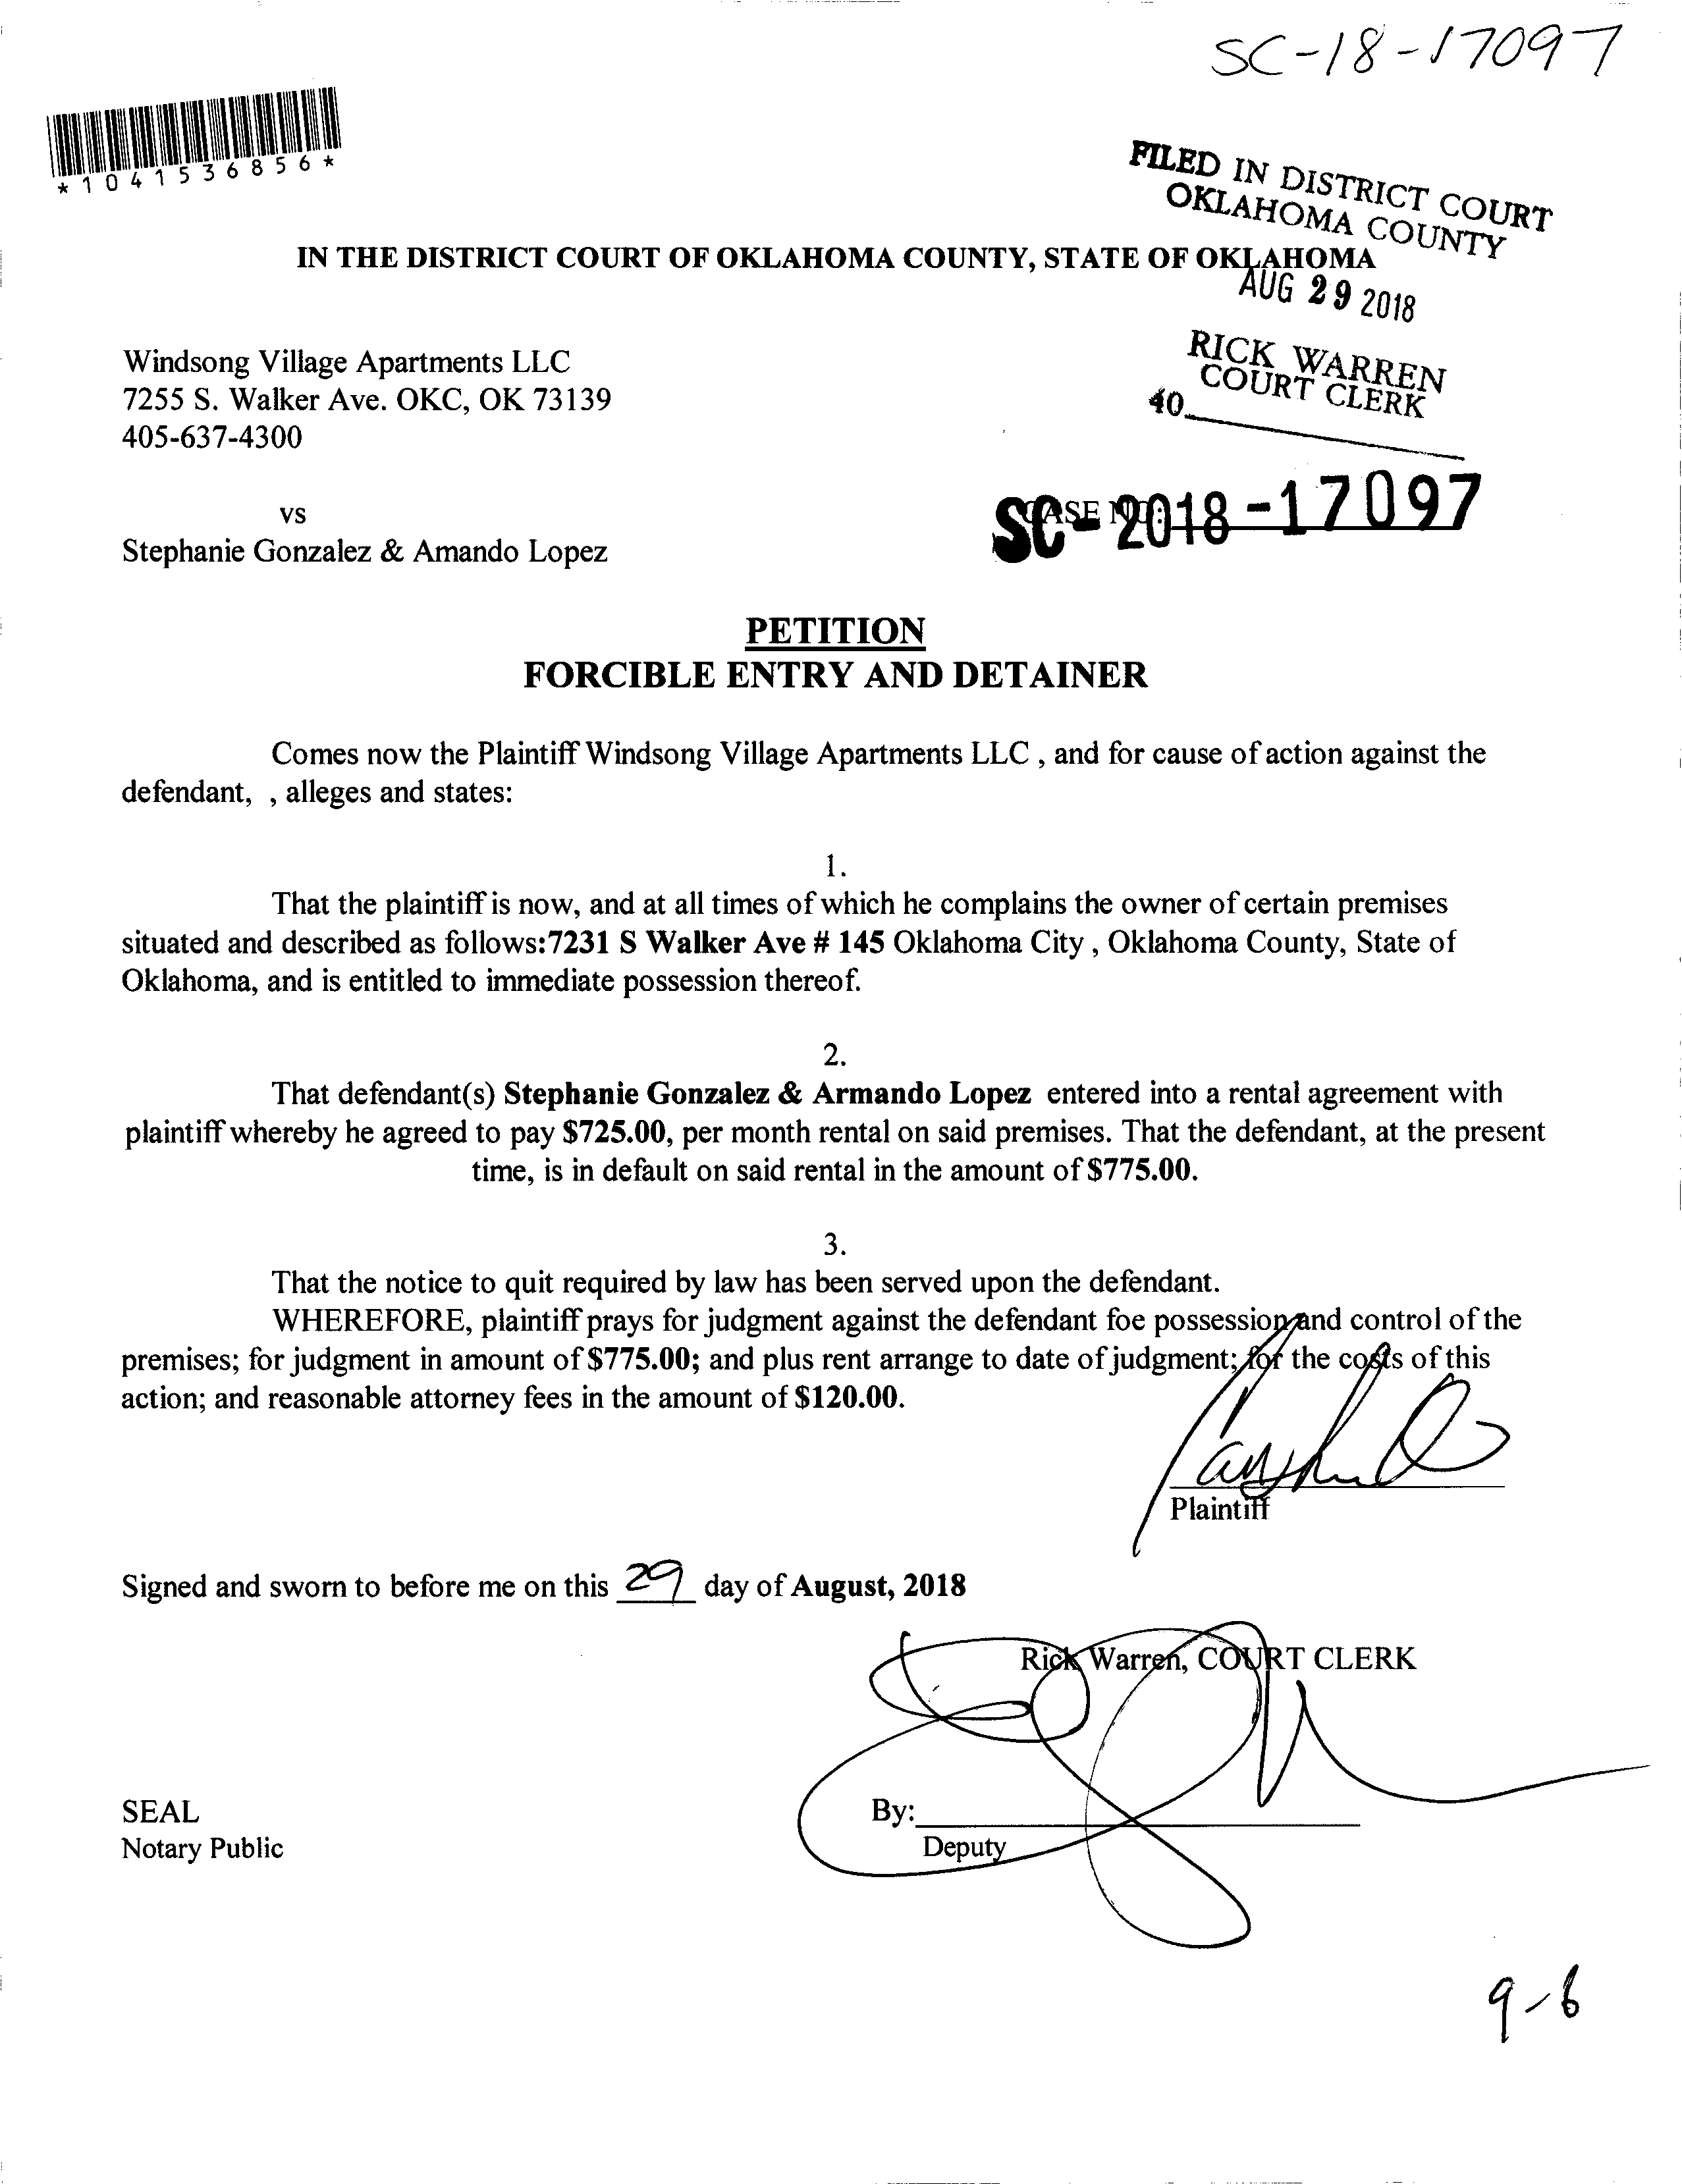 SC-18-17097
*1041536856*
FILED IN DISTRICT COURT
OKLAHOMA COUNTY
IN THE DISTRICT COURT OF OKLAHOMA COUNTY, STATE OF OKLAHOMA
AUG 29 2018
RICK WARREN
COURT CLERK
40
Windsong Village Apartments LLC
7255 S. Walker Ave. OKC, OK 73139
405-637-4300
CASE NO:
SC-2018-17097
vs
Stephanie Gonzalez & Amando Lopez
PETITION
FORCIBLE ENTRY AND DETAINER
Comes now the Plaintiff Windsong Village Apartments LLC , and for cause of action against the
defendant, , alleges and states:
1.
That the plaintiff is now, and at all times of which he complains the owner of certain premises
situated and described as follows:7231 S Walker Ave # 145 Oklahoma City , Oklahoma County, State of
Oklahoma, and is entitled to immediate possession thereof.
2.
That defendant(s) Stephanie Gonzalez & Armando Lopez entered into a rental agreement with
plaintiff whereby he agreed to pay $725.00, per month rental on said premises. That the defendant, at the present
time, is in default on said rental in the amount of $775.00.
3.
That the notice to quit required by law has been served upon the defendant.
WHEREFORE, plaintiff prays for judgment against the defendant foe possession and control of the
premises; for judgment in amount of $775.00; and plus rent arrange to date of judgment; for the costs of this
action; and reasonable attorney fees in the amount of $120.00.
Plaintiff
Signed and sworn to before me on this 29 day of August, 2018
Rick Warren, COURT CLERK
SEAL
Notary Public
By:
Deputy
9-6